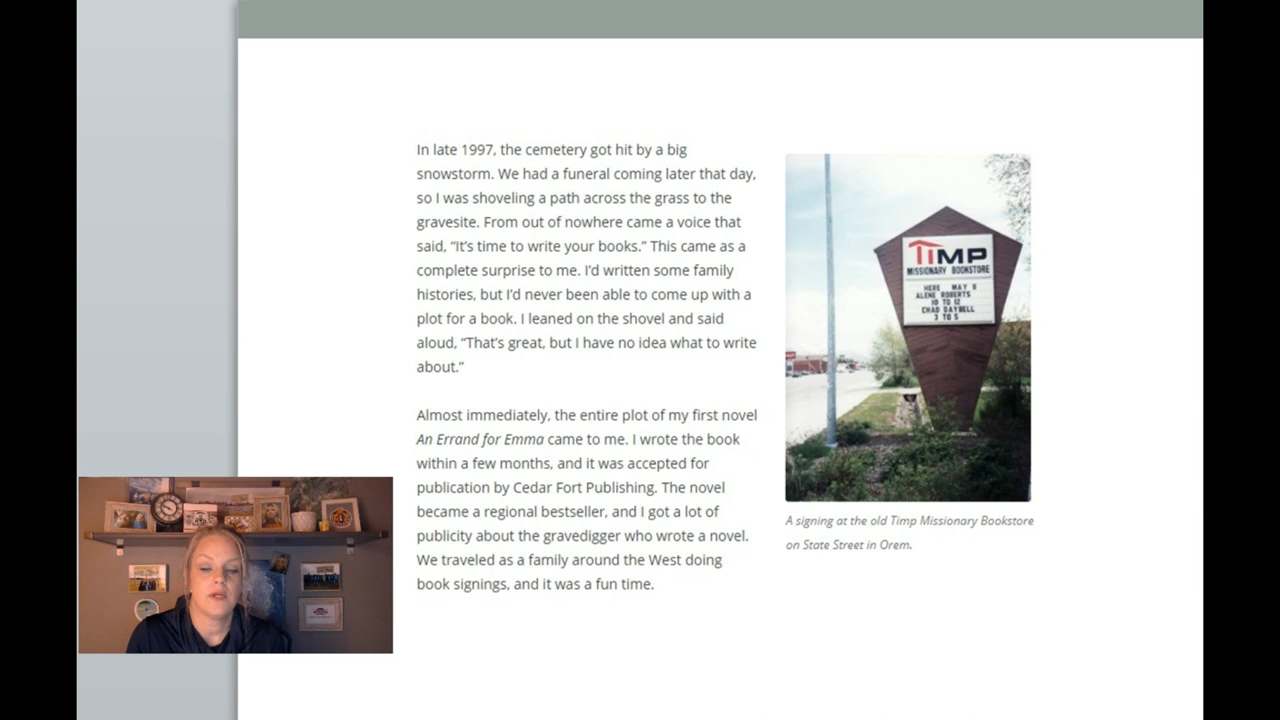 In late 1997, the cemetery got hit by a big
snowstorm. We had a funeral coming later that day,
so I was shoveling a path across the grass to the
gravesite. From out of nowhere came a voice that
said, “It’s time to write your books.” This came as a
complete surprise to me. I’d written some family
histories, but I’d never been able to come up with a
plot for a book. I leaned on the shovel and said
aloud, “That’s great, but I have no idea what to write
about.”
Almost immediately, the entire plot of my first novel
An Errand for Emma came to me. I wrote the book
within a few months, and it was accepted for
publication by Cedar Fort Publishing. The novel
became a regional bestseller, and I got a lot of
publicity about the gravedigger who wrote a novel.
We traveled as a family around the West doing
book signings, and it was a fun time.
TIMP
MISSIONARY BOOKSTORE
HERE MAY 8
ALENE ROBERTS
10 TO 12
CHAD DAYBELL
3 TO 5
A signing at the old Timp Missionary Bookstore
on State Street in Orem.